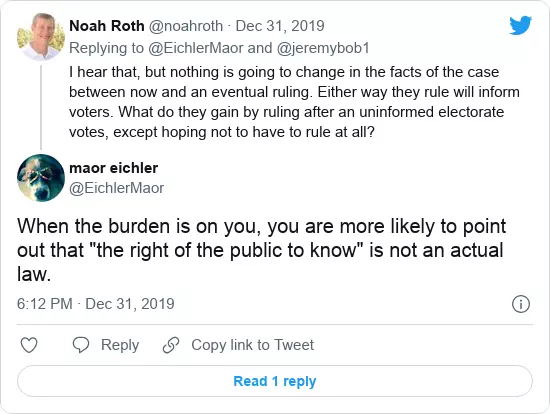 Noah Roth @noahroth · Dec 31, 2019
Replying to @EichlerMaor and @jeremybob1
I hear that, but nothing is going to change in the facts of the case
between now and an eventual ruling. Either way they rule will inform
voters. What do they gain by ruling after an uninformed electorate
votes, except hoping not to have to rule at all?
maor eichler
@EichlerMaor
When the burden is on you, you are more likely to point
out that "the right of the public to know" is not an actual
law.
6:12 PM · Dec 31, 2019
Reply Copy link to Tweet
Read 1 reply